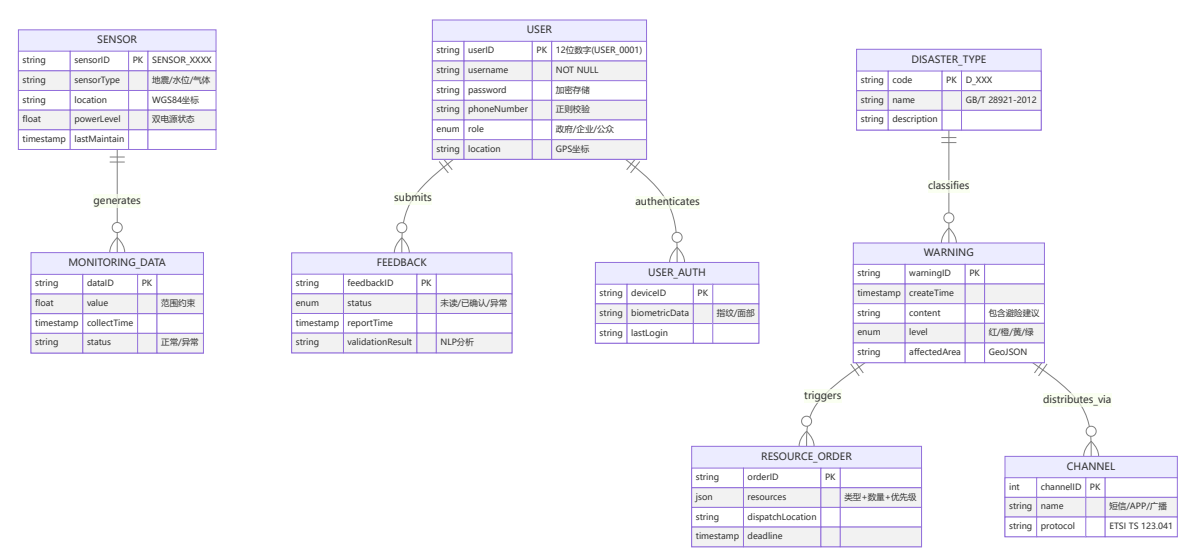 SENSOR
string sensorID PK SENSOR_XXXX
string sensorType 地震/水位/气体
string location WGS84坐标
float powerLevel 双电源状态
timestamp lastMaintain
generates
MONITORING_DATA
string dataID PK
float value 范围约束
timestamp collectTime
string status 正常/异常
USER
string userID PK 12位数字(USER_0001)
string username NOT NULL
string password 加密存储
string phoneNumber 正则校验
enum role 政府/企业/公众
string location GPS坐标
submits
authenticates
FEEDBACK
string feedbackID PK
enum status 未读/已确认/异常
timestamp reportTime
string validationResult NLP分析
USER_AUTH
string deviceID PK
string biometricData 指纹/面部
string lastLogin
DISASTER_TYPE
string code PK D_XXX
string name GB/T 28921-2012
string description
classifies
WARNING
string warningID PK
timestamp createTime
string content 包含避险建议
enum level 红/橙/黄/绿
string affectedArea GeoJSON
triggers
distributes_via
RESOURCE_ORDER
string orderID PK
json resources 类型+数量+优先级
string dispatchLocation
timestamp deadline
CHANNEL
int channelID PK
string name 短信/APP/广播
string protocol ETSI TS 123.041